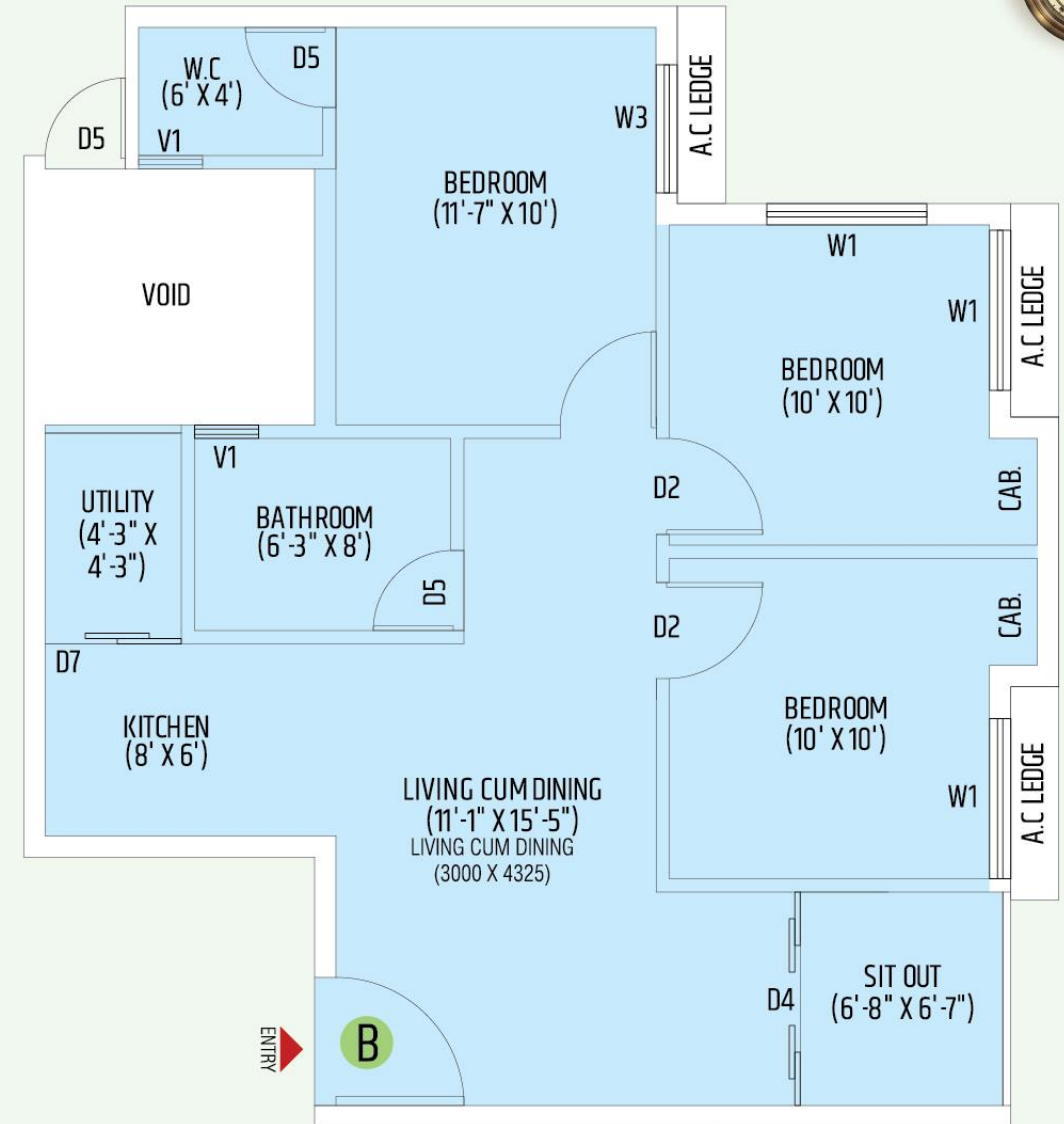 W.C
(6' X 4')
D5
D5
V1
W3
A.C LEDGE
BEDROOM
(11'-7" X 10')
VOID
W1
W1
A.C LEDGE
BEDROOM
(10' X 10')
V1
UTILITY
(4'-3" X
4'-3")
BATHROOM
(6'-3" X 8')
D2
CAB.
D5
D2
CAB.
D7
KITCHEN
(8' X 6')
BEDROOM
(10' X 10')
LIVING CUM DINING
(11'-1" X 15'-5")
LIVING CUM DINING
(3000 X 4325)
W1
A.C LEDGE
SIT OUT
(6'-8" X 6'-7")
D4
ENTRY
B